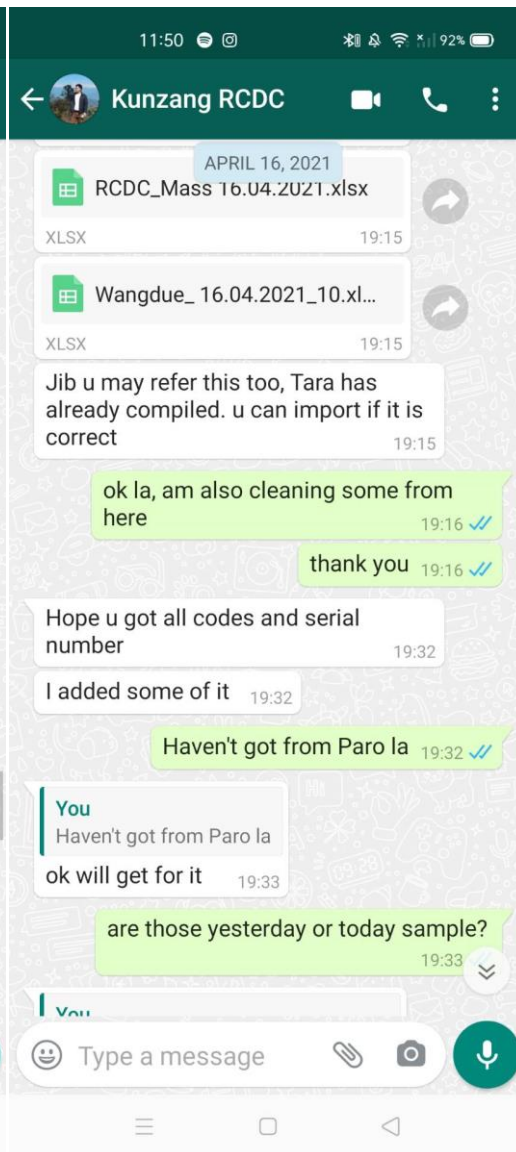 11:50 92%
Kunzang RCDC
APRIL 16, 2021
RCDC_Mass 16.04.2021.xlsx
XLSX 19:15
Wangdue_ 16.04.2021_10.xl...
XLSX 19:15
Jib u may refer this too, Tara has
already compiled. u can import if it is
correct 19:15
ok la, am also cleaning some from
here 19:16
thank you 19:16
Hope u got all codes and serial
number 19:32
I added some of it 19:32
Haven't got from Paro la 19:32
You
Haven't got from Paro la
ok will get for it 19:33
are those yesterday or today sample?
19:33
You
Type a message